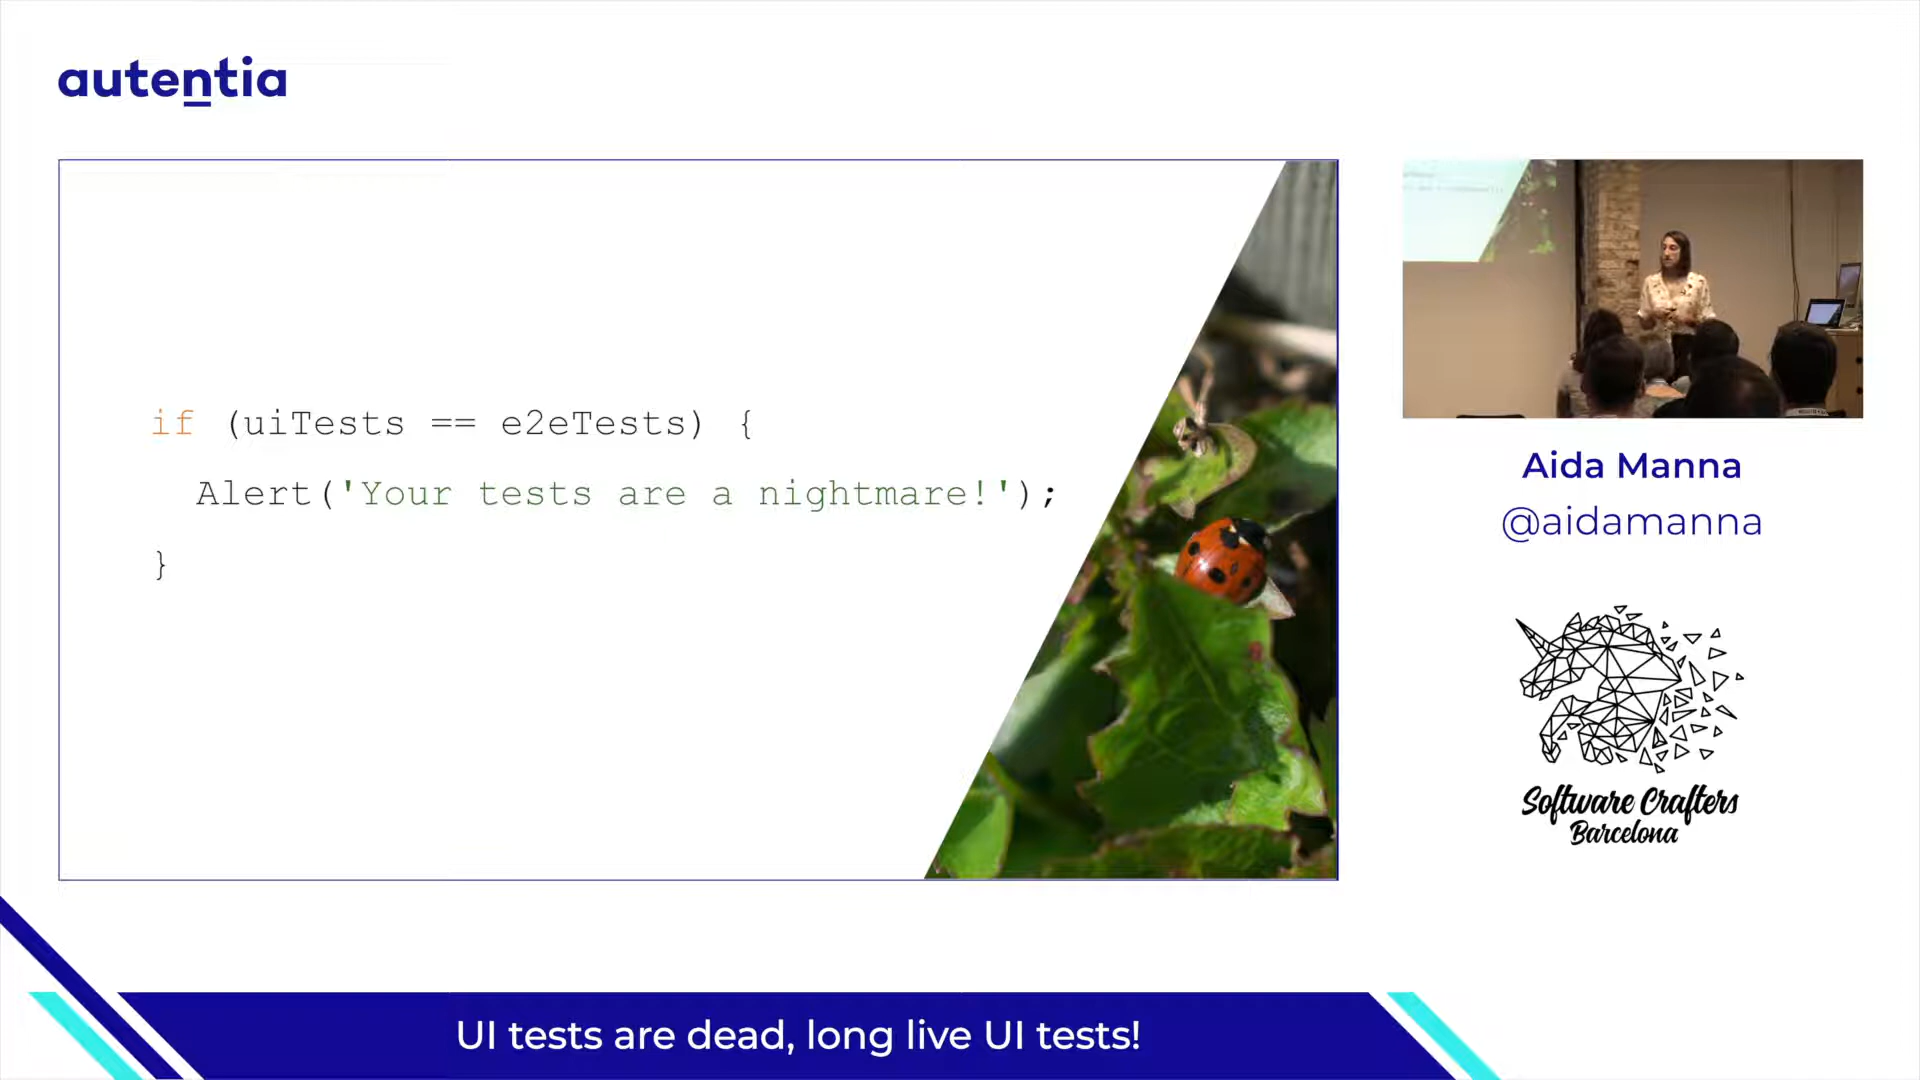 autentia
if (uiTests == e2eTests) {
Alert('Your tests are a nightmare!');
}
Aida Manna
@aidamanna
Software Crafters
Barcelona
UI tests are dead, long live UI tests!